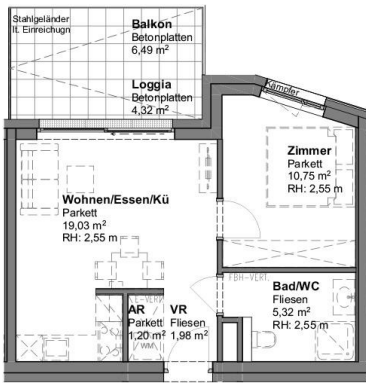 Stahlgeländer
lt. Einreichugn
Balkon
Betonplatten
6,49 m²
Loggia
Betonplatten
4,32 m²
Kämpfer
Zimmer
Parkett
10,75 m²
RH: 2,55 m
Wohnen/Essen/Kü
Parkett
19,03 m²
RH: 2,55 m
FBH-VERT.
Bad/WC
Fliesen
5,32 m²
RH: 2,55 m
E-VERT.
AR
Parkett
1,20 m²
WM
VR
Fliesen
1,98 m²